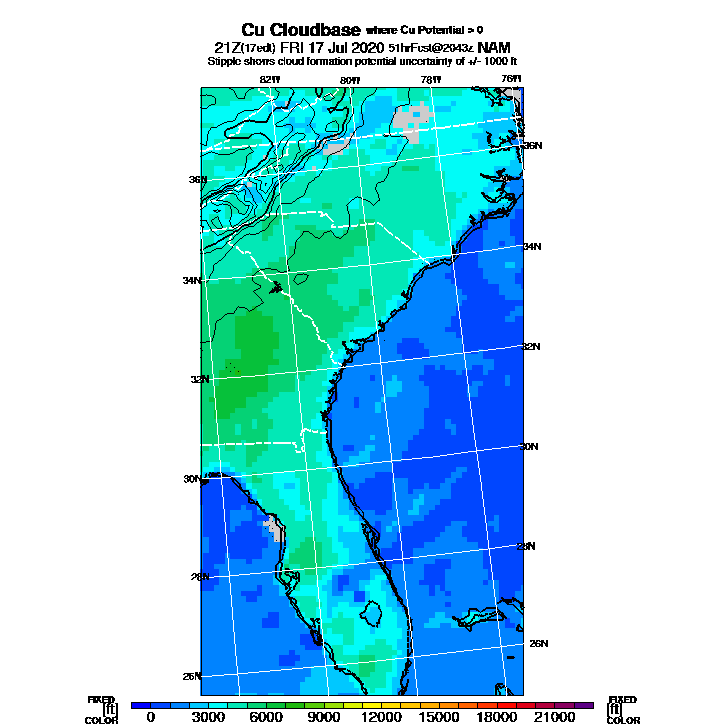 Cu Cloudbase where Cu Potential > 0
21Z(17edt) FRI 17 Jul 2020 51hrFcst@2043z NAM
Stipple shows cloud formation potential uncertainty of +/- 1000 ft
82W 80W 78W 76W
36N
36N
34N
34N
32N
32N
30N
30N
28N
28N
26N
26N
FIXED FIXED
[ft] [ft]
COLOR 0 3000 6000 9000 12000 15000 18000 21000 COLOR